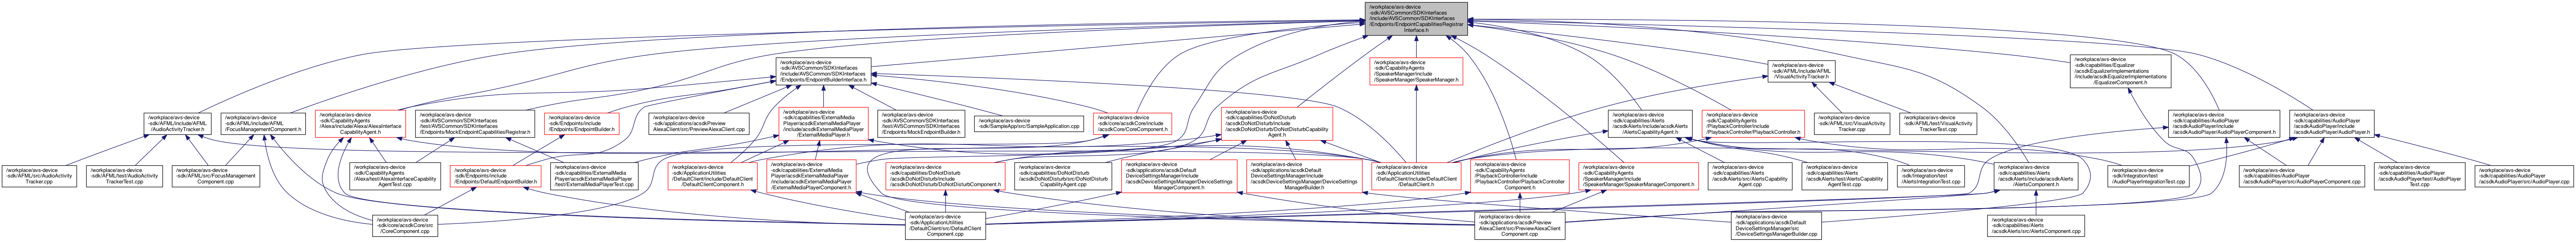 /workplace/avs-device
-sdk/AVSCommon/SDKInterfaces
/include/AVSCommon/SDKInterfaces
/Endpoints/EndpointCapabilitiesRegistrar
Interface.h
/workplace/avs-device
-sdk/AVSCommon/SDKInterfaces
/include/AVSCommon/SDKInterfaces
/Endpoints/EndpointBuilderInterface.h
/workplace/avs-device
-sdk/CapabilityAgents
/SpeakerManager/include
/SpeakerManager/SpeakerManager.h
/workplace/avs-device
-sdk/AFML/include/AFML
/VisualActivityTracker.h
/workplace/avs-device
-sdk/capabilities/Equalizer
/acsdkEqualizerImplementations
/include/acsdkEqualizerImplementations
/EqualizerComponent.h
/workplace/avs-device
-sdk/AFML/include/AFML
/AudioActivityTracker.h
/workplace/avs-device
-sdk/AFML/include/AFML
/FocusManagementComponent.h
/workplace/avs-device
-sdk/CapabilityAgents
/Alexa/include/Alexa/AlexaInterface
CapabilityAgent.h
/workplace/avs-device
-sdk/AVSCommon/SDKInterfaces
/test/AVSCommon/SDKInterfaces
/Endpoints/MockEndpointCapabilitiesRegistrar.h
/workplace/avs-device
-sdk/Endpoints/include
/Endpoints/EndpointBuilder.h
/workplace/avs-device
-sdk/applications/acsdkPreview
AlexaClient/src/PreviewAlexaClient.cpp
/workplace/avs-device
-sdk/capabilities/ExternalMedia
Player/acsdkExternalMediaPlayer
/include/acsdkExternalMediaPlayer
/ExternalMediaPlayer.h
/workplace/avs-device
-sdk/AVSCommon/SDKInterfaces
/test/AVSCommon/SDKInterfaces
/Endpoints/MockEndpointBuilder.h
/workplace/avs-device
-sdk/SampleApp/src/SampleApplication.cpp
/workplace/avs-device
-sdk/core/acsdkCore/include
/acsdkCore/CoreComponent.h
/workplace/avs-device
-sdk/capabilities/DoNotDisturb
/acsdkDoNotDisturb/include
/acsdkDoNotDisturb/DoNotDisturbCapability
Agent.h
/workplace/avs-device
-sdk/capabilities/Alerts
/acsdkAlerts/include/acsdkAlerts
/AlertsCapabilityAgent.h
/workplace/avs-device
-sdk/CapabilityAgents
/PlaybackController/include
/PlaybackController/PlaybackController.h
/workplace/avs-device
-sdk/AFML/src/VisualActivity
Tracker.cpp
/workplace/avs-device
-sdk/AFML/test/VisualActivity
TrackerTest.cpp
/workplace/avs-device
-sdk/capabilities/AudioPlayer
/acsdkAudioPlayer/include
/acsdkAudioPlayer/AudioPlayerComponent.h
/workplace/avs-device
-sdk/capabilities/AudioPlayer
/acsdkAudioPlayer/include
/acsdkAudioPlayer/AudioPlayer.h
/workplace/avs-device
-sdk/AFML/src/AudioActivity
Tracker.cpp
/workplace/avs-device
-sdk/AFML/test/AudioActivity
TrackerTest.cpp
/workplace/avs-device
-sdk/AFML/src/FocusManagement
Component.cpp
/workplace/avs-device
-sdk/CapabilityAgents
/Alexa/test/AlexaInterfaceCapability
AgentTest.cpp
/workplace/avs-device
-sdk/Endpoints/include
/Endpoints/DefaultEndpointBuilder.h
/workplace/avs-device
-sdk/capabilities/ExternalMedia
Player/acsdkExternalMediaPlayer
/test/ExternalMediaPlayerTest.cpp
/workplace/avs-device
-sdk/ApplicationUtilities
/DefaultClient/include/DefaultClient
/DefaultClientComponent.h
/workplace/avs-device
-sdk/capabilities/ExternalMedia
Player/acsdkExternalMediaPlayer
/include/acsdkExternalMediaPlayer
/ExternalMediaPlayerComponent.h
/workplace/avs-device
-sdk/capabilities/DoNotDisturb
/acsdkDoNotDisturb/include
/acsdkDoNotDisturb/DoNotDisturbComponent.h
/workplace/avs-device
-sdk/capabilities/DoNotDisturb
/acsdkDoNotDisturb/src/DoNotDisturb
CapabilityAgent.cpp
/workplace/avs-device
-sdk/applications/acsdkDefault
DeviceSettingsManager/include
/acsdkDeviceSettingsManager/DeviceSettings
ManagerComponent.h
/workplace/avs-device
-sdk/applications/acsdkDefault
DeviceSettingsManager/include
/acsdkDeviceSettingsManager/DeviceSettings
ManagerBuilder.h
/workplace/avs-device
-sdk/ApplicationUtilities
/DefaultClient/include/DefaultClient
/DefaultClient.h
/workplace/avs-device
-sdk/CapabilityAgents
/PlaybackController/include
/PlaybackController/PlaybackController
Component.h
/workplace/avs-device
-sdk/CapabilityAgents
/SpeakerManager/include
/SpeakerManager/SpeakerManagerComponent.h
/workplace/avs-device
-sdk/capabilities/Alerts
/acsdkAlerts/src/AlertsCapability
Agent.cpp
/workplace/avs-device
-sdk/capabilities/Alerts
/acsdkAlerts/test/AlertsCapability
AgentTest.cpp
/workplace/avs-device
-sdk/Integration/test
/AlertsIntegrationTest.cpp
/workplace/avs-device
-sdk/capabilities/Alerts
/acsdkAlerts/include/acsdkAlerts
/AlertsComponent.h
/workplace/avs-device
-sdk/Integration/test
/AudioPlayerIntegrationTest.cpp
/workplace/avs-device
-sdk/capabilities/AudioPlayer
/acsdkAudioPlayer/src/AudioPlayerComponent.cpp
/workplace/avs-device
-sdk/capabilities/AudioPlayer
/acsdkAudioPlayer/test/AudioPlayer
Test.cpp
/workplace/avs-device
-sdk/capabilities/AudioPlayer
/acsdkAudioPlayer/src/AudioPlayer.cpp
/workplace/avs-device
-sdk/core/acsdkCore/src
/CoreComponent.cpp
/workplace/avs-device
-sdk/ApplicationUtilities
/DefaultClient/src/DefaultClient
Component.cpp
/workplace/avs-device
-sdk/applications/acsdkPreview
AlexaClient/src/PreviewAlexaClient
Component.cpp
/workplace/avs-device
-sdk/applications/acsdkDefault
DeviceSettingsManager/src
/DeviceSettingsManagerBuilder.cpp
/workplace/avs-device
-sdk/capabilities/Alerts
/acsdkAlerts/src/AlertsComponent.cpp